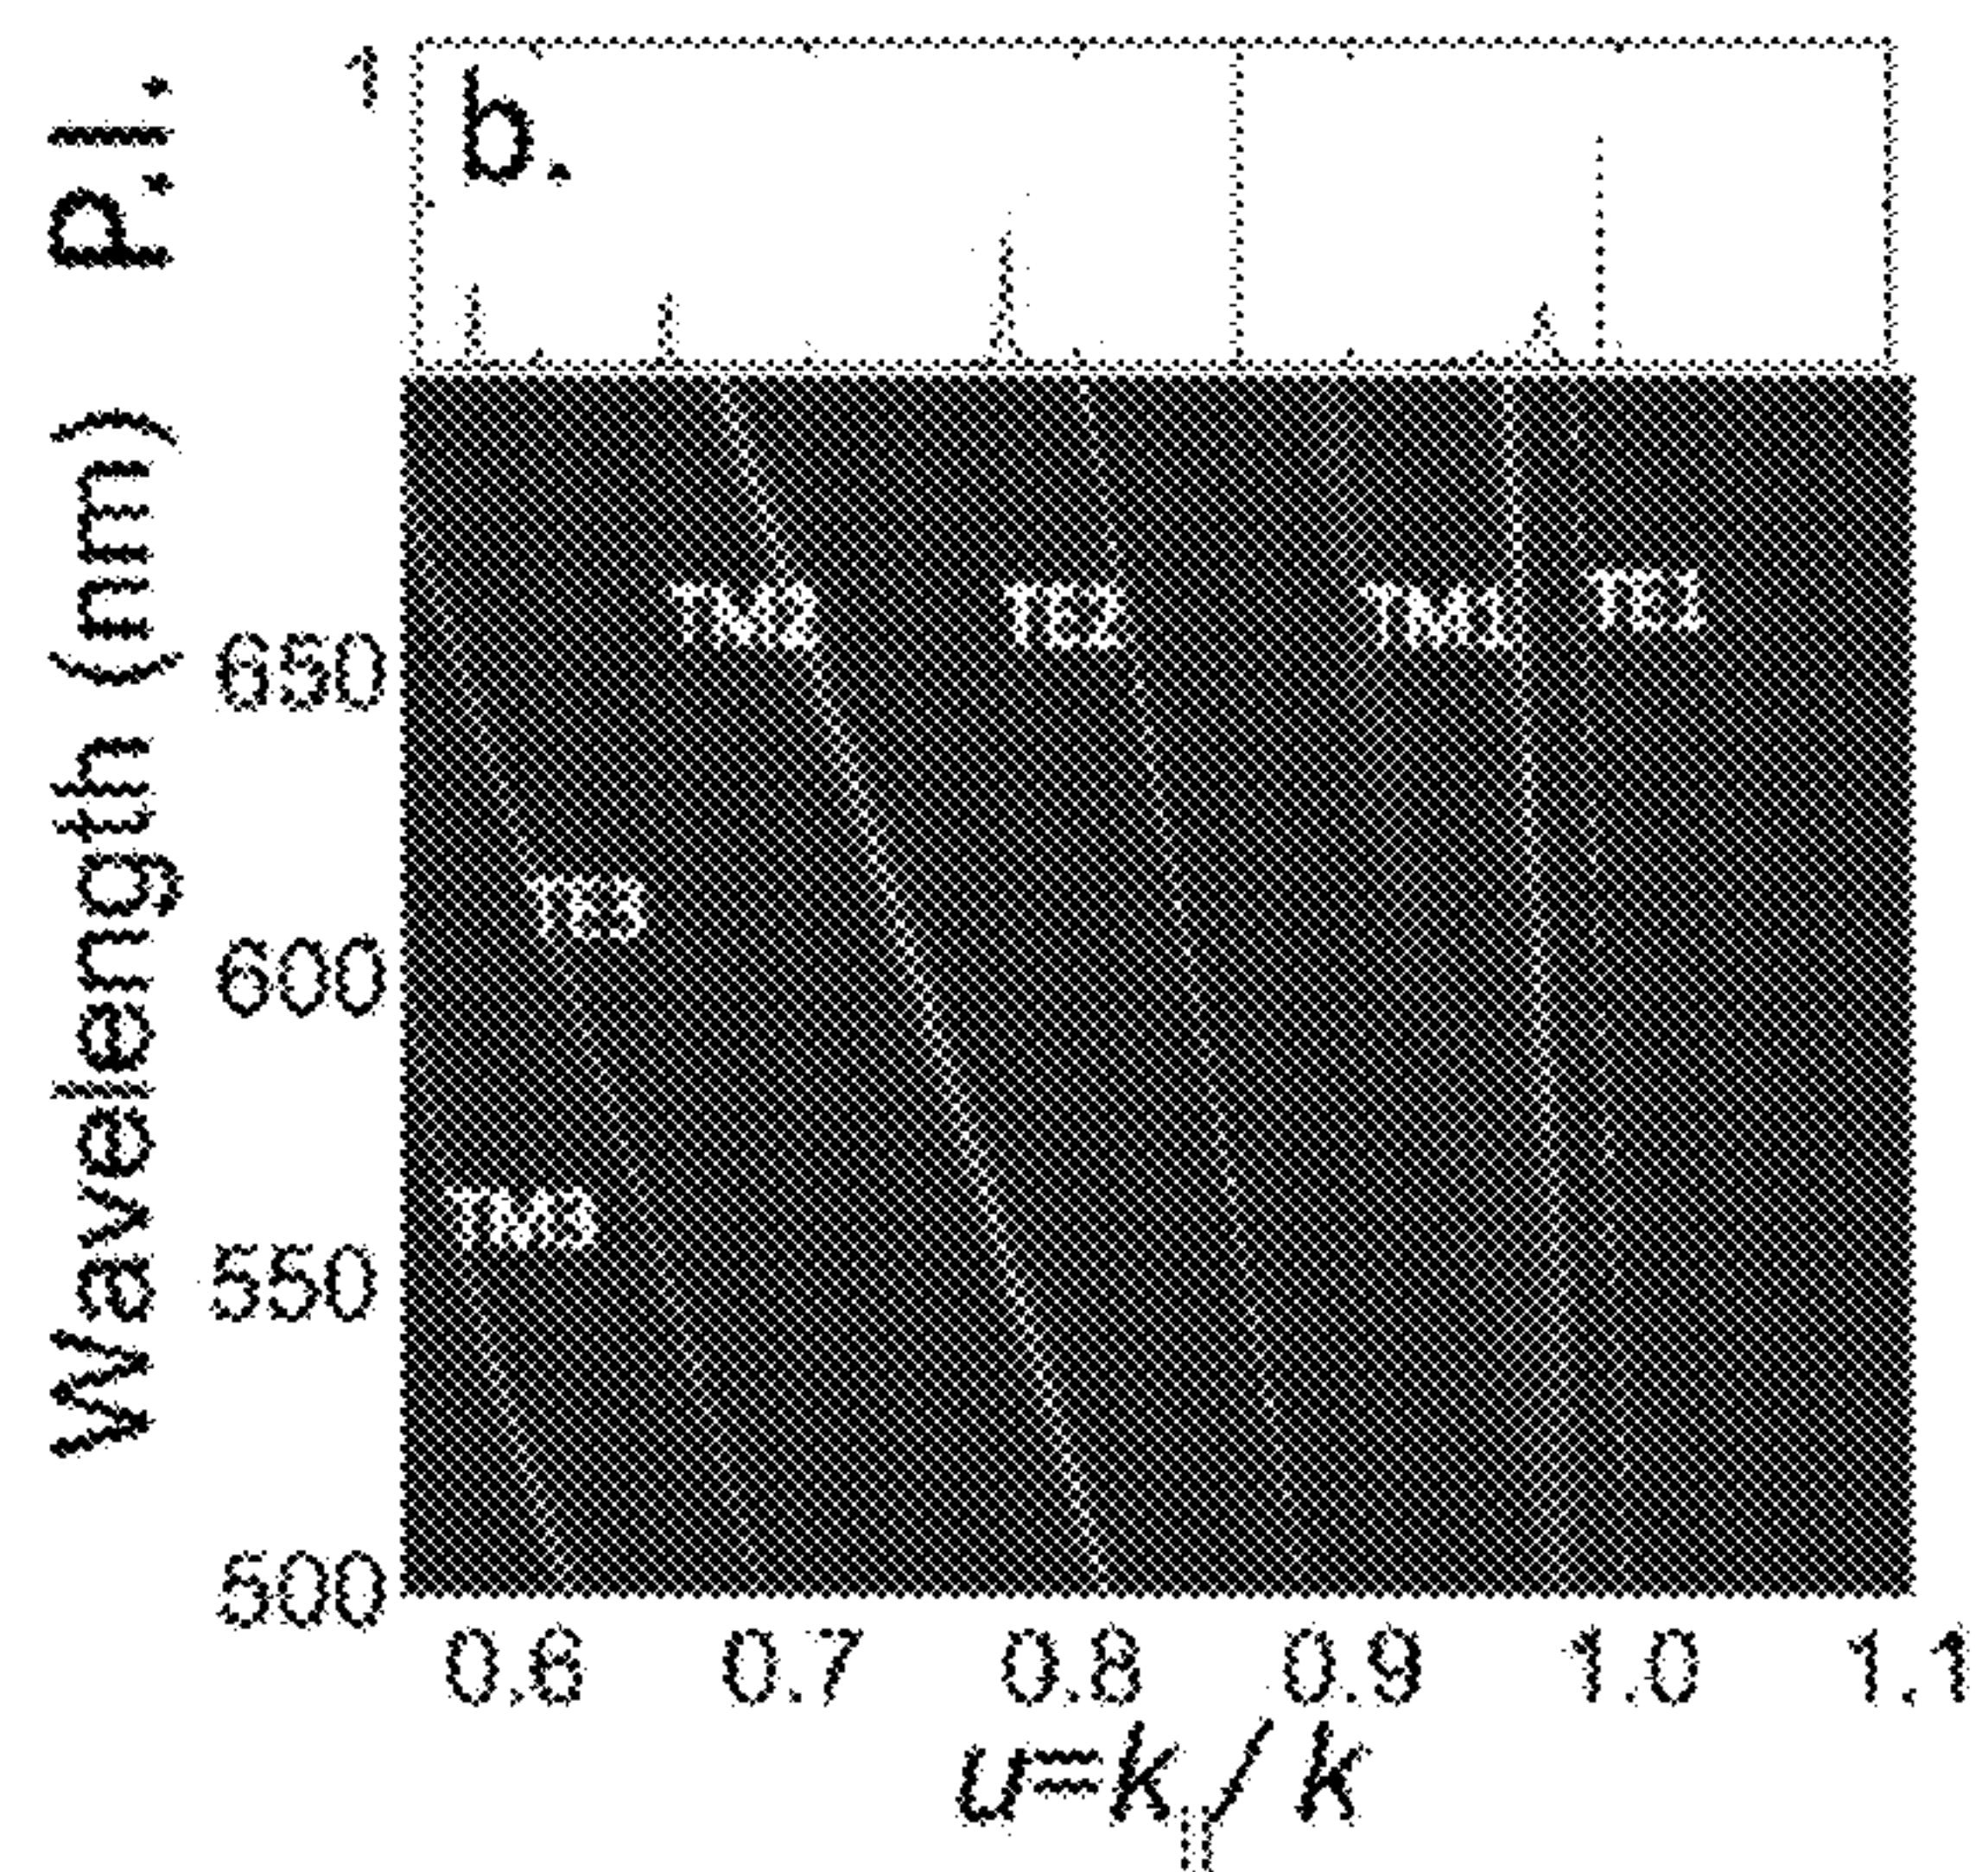 P.I.
1
b.
Wavelength (nm)
TM2 TE2 TM1 TE1
650
TE3
600
TM3
550
500
0.6 0.7 0.8 0.9 1.0 1.1
u=k||/k